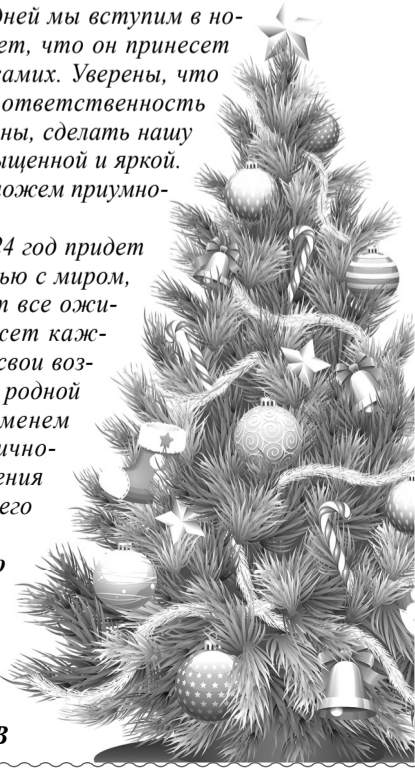 дней мы вступим в но-
ет, что он принесет
самих. Уверены, что
ответственность
ны, сделать нашу
ыщенной и яркой.
ожем приумно-
24 год придет
ью с миром,
т все ожи-
сет каж-
свои воз-
родной
менем
ично-
ения
его
о
в